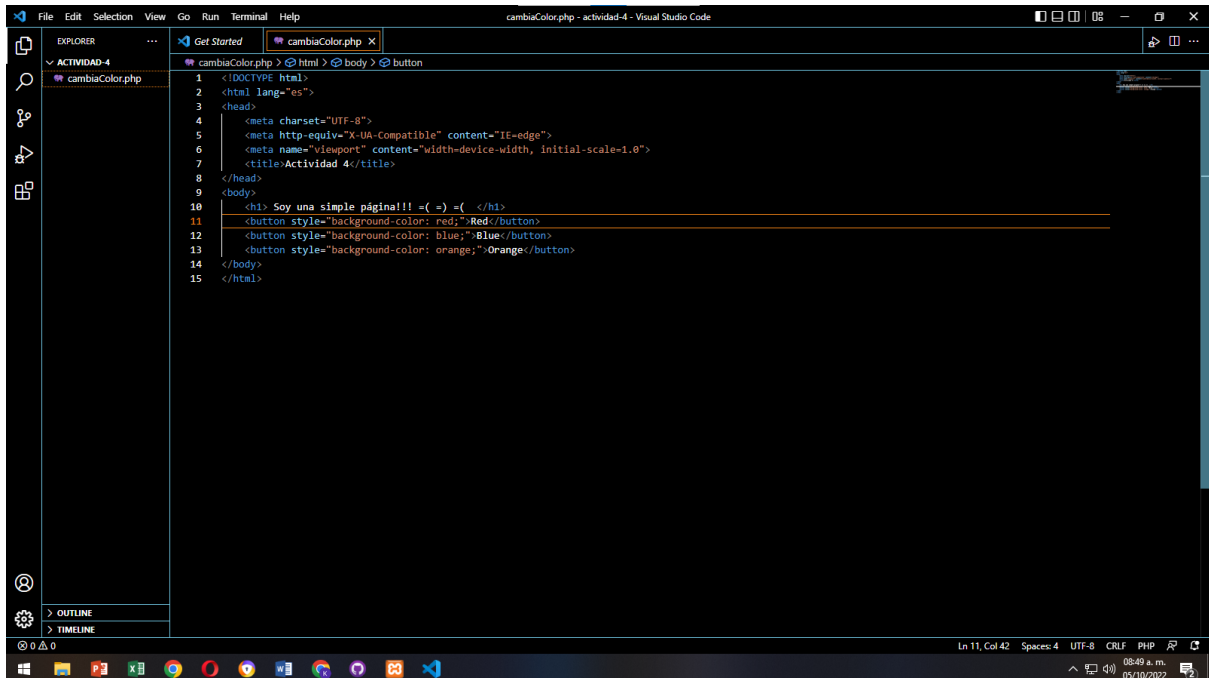 File Edit Selection View Go Run Terminal Help cambiaColor.php - actividad-4 - Visual Studio Code
EXPLORER ··· Get Started cambiaColor.php
ACTIVIDAD-4 cambiaColor.php > html > body > button
cambiaColor.php
1 <!DOCTYPE html>
2 <html lang="es">
3 <head>
4 <meta charset="UTF-8">
5 <meta http-equiv="X-UA-Compatible" content="IE=edge">
6 <meta name="viewport" content="width=device-width, initial-scale=1.0">
7 <title>Actividad 4</title>
8 </head>
9 <body>
10 <h1> Soy una simple página!!! =( =) =(  </h1>
11 <button style="background-color: red;">Red</button>
12 <button style="background-color: blue;">Blue</button>
13 <button style="background-color: orange;">Orange</button>
14 </body>
15 </html>
OUTLINE
TIMELINE
0 0 Ln 11, Col 42 Spaces: 4 UTF-8 CRLF PHP
08:49 a. m.
05/10/2022
2